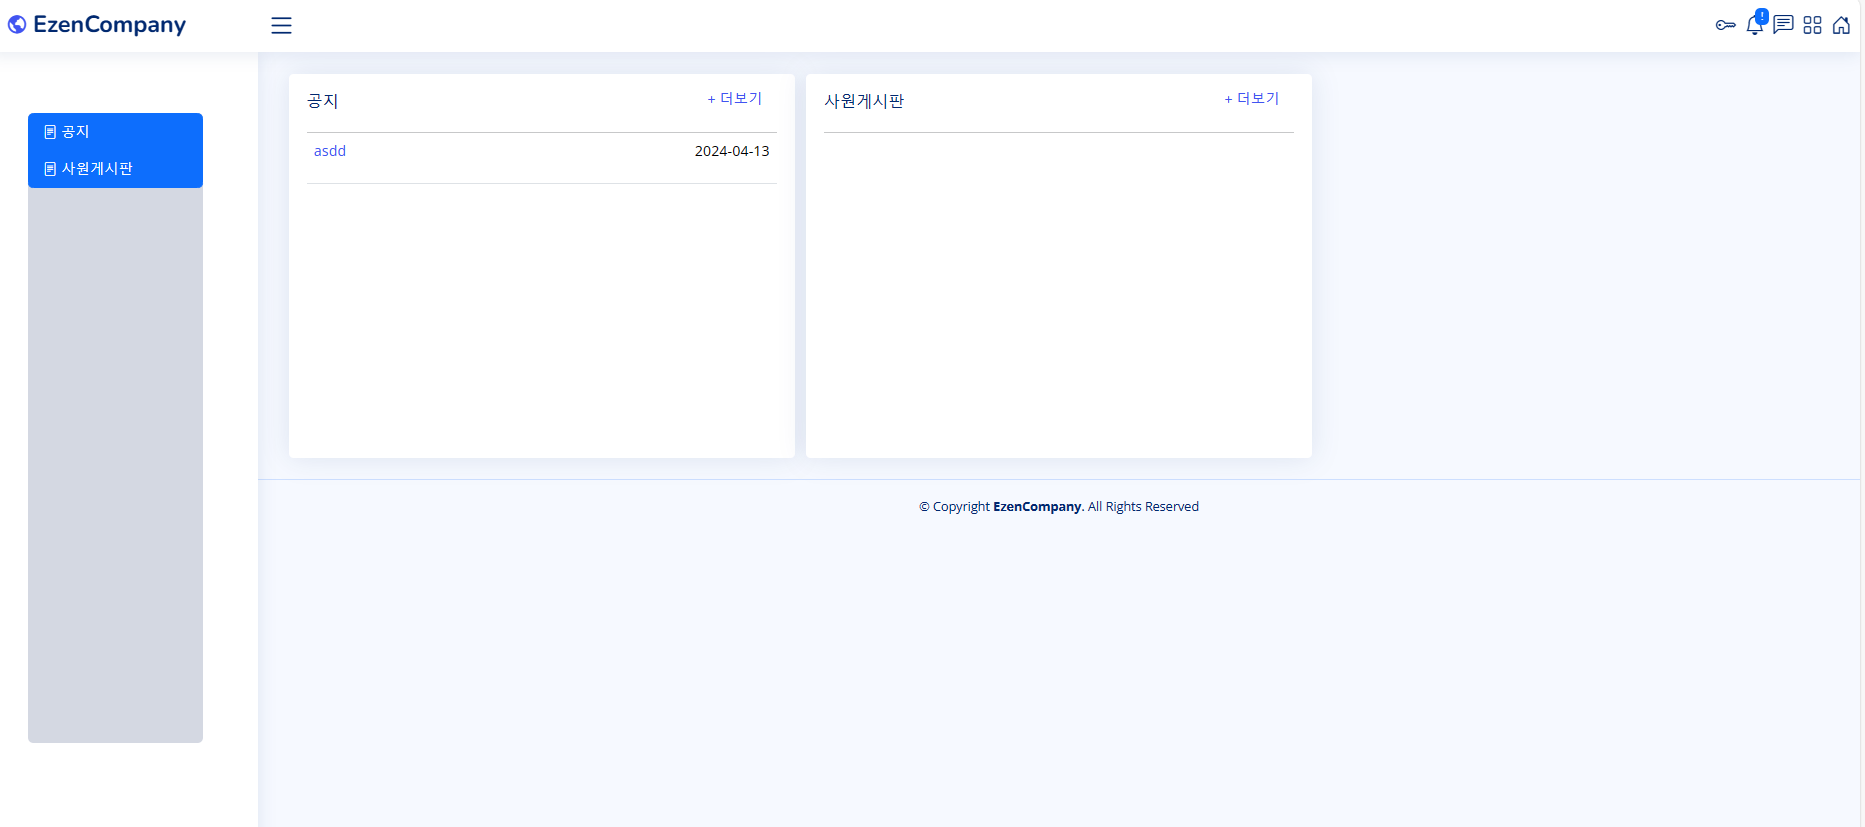 EzenCompany
!
공지
사원게시판
공지
+ 더보기
asdd
2024-04-13
사원게시판
+ 더보기
© Copyright EzenCompany. All Rights Reserved